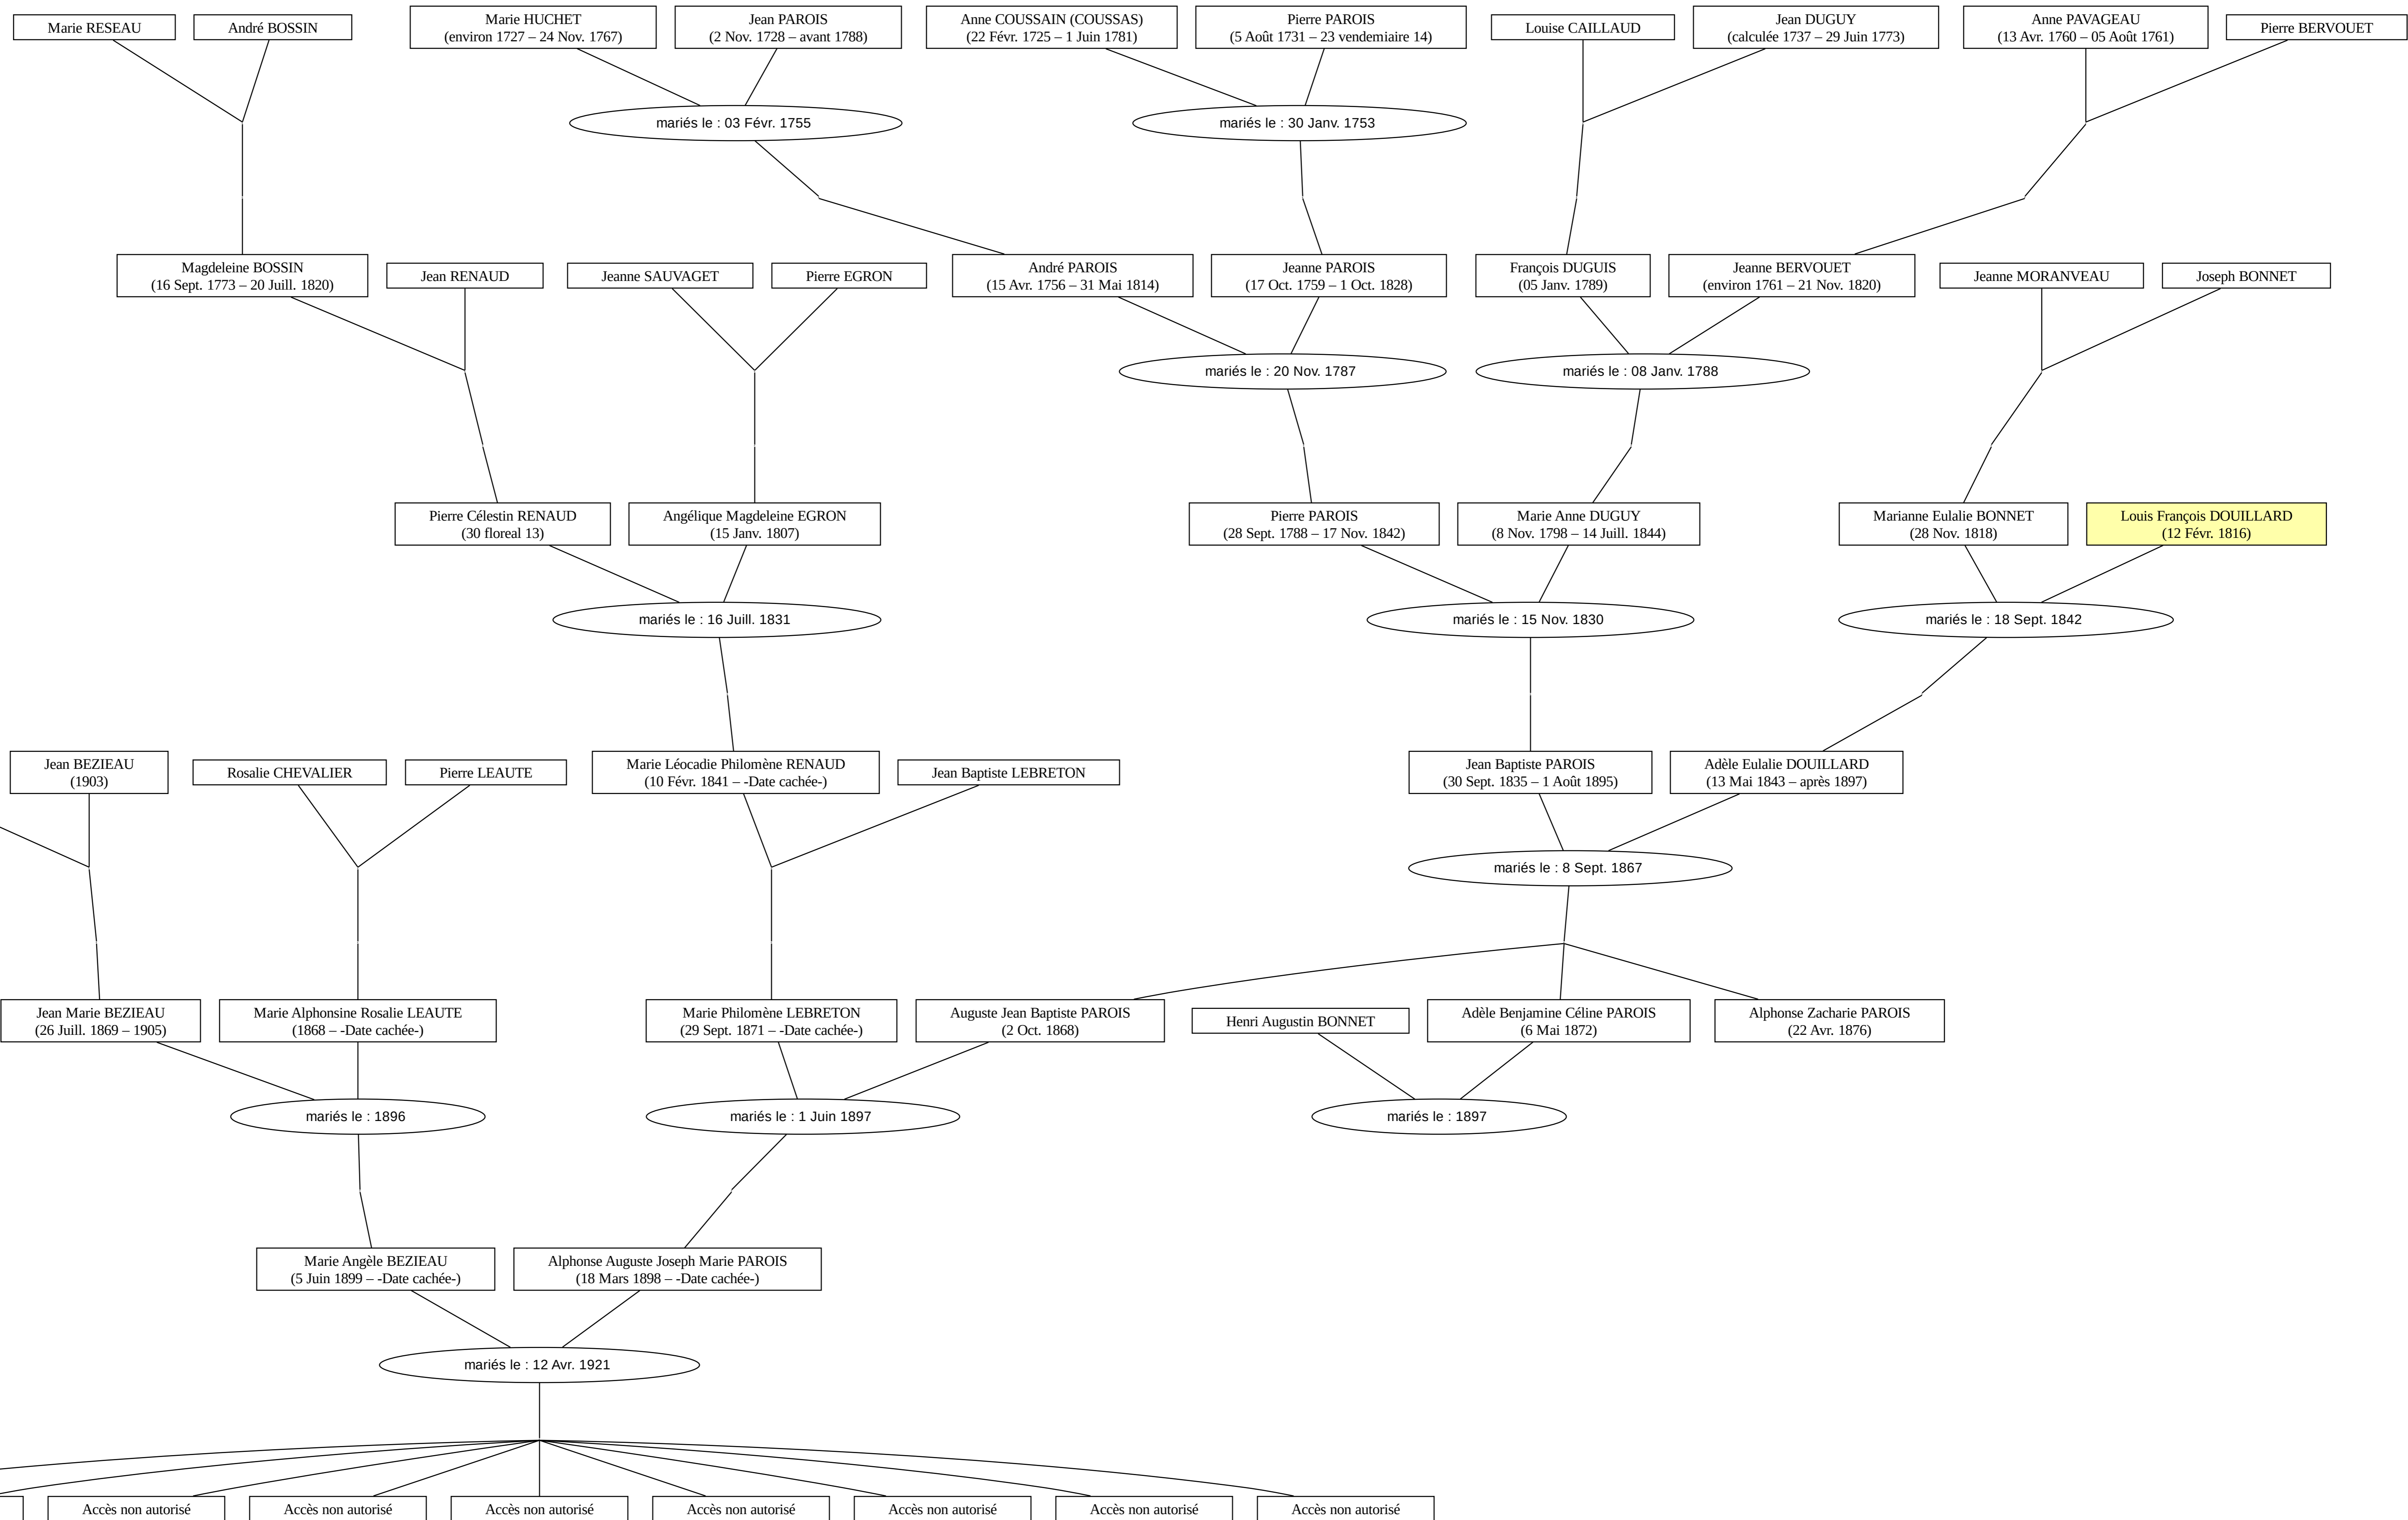 Marie RESEAU
André BOSSIN
Marie HUCHET
(environ 1727 – 24 Nov. 1767)
Jean PAROIS
(2 Nov. 1728 – avant 1788)
Anne COUSSAIN (COUSSAS)
(22 Févr. 1725 – 1 Juin 1781)
Pierre PAROIS
(5 Août 1731 – 23 vendemiaire 14)
Louise CAILLAUD
Jean DUGUY
(calculée 1737 – 29 Juin 1773)
Anne PAVAGEAU
(13 Avr. 1760 – 05 Août 1761)
Pierre BERVOUET
mariés le : 03 Févr. 1755
mariés le : 30 Janv. 1753
Magdeleine BOSSIN
(16 Sept. 1773 – 20 Juill. 1820)
Jean RENAUD
Jeanne SAUVAGET
Pierre EGRON
André PAROIS
(15 Avr. 1756 – 31 Mai 1814)
Jeanne PAROIS
(17 Oct. 1759 – 1 Oct. 1828)
François DUGUIS
(05 Janv. 1789)
Jeanne BERVOUET
(environ 1761 – 21 Nov. 1820)
Jeanne MORANVEAU
Joseph BONNET
mariés le : 20 Nov. 1787
mariés le : 08 Janv. 1788
Pierre Célestin RENAUD
(30 floreal 13)
Angélique Magdeleine EGRON
(15 Janv. 1807)
Pierre PAROIS
(28 Sept. 1788 – 17 Nov. 1842)
Marie Anne DUGUY
(8 Nov. 1798 – 14 Juill. 1844)
Marianne Eulalie BONNET
(28 Nov. 1818)
Louis François DOUILLARD
(12 Févr. 1816)
mariés le : 16 Juill. 1831
mariés le : 15 Nov. 1830
mariés le : 18 Sept. 1842
Jean BEZIEAU
(1903)
Rosalie CHEVALIER
Pierre LEAUTE
Marie Léocadie Philomène RENAUD
(10 Févr. 1841 – -Date cachée-)
Jean Baptiste LEBRETON
Jean Baptiste PAROIS
(30 Sept. 1835 – 1 Août 1895)
Adèle Eulalie DOUILLARD
(13 Mai 1843 – après 1897)
mariés le : 8 Sept. 1867
Jean Marie BEZIEAU
(26 Juill. 1869 – 1905)
Marie Alphonsine Rosalie LEAUTE
(1868 – -Date cachée-)
Marie Philomène LEBRETON
(29 Sept. 1871 – -Date cachée-)
Auguste Jean Baptiste PAROIS
(2 Oct. 1868)
Henri Augustin BONNET
Adèle Benjamine Céline PAROIS
(6 Mai 1872)
Alphonse Zacharie PAROIS
(22 Avr. 1876)
mariés le : 1896
mariés le : 1 Juin 1897
mariés le : 1897
Marie Angèle BEZIEAU
(5 Juin 1899 – -Date cachée-)
Alphonse Auguste Joseph Marie PAROIS
(18 Mars 1898 – -Date cachée-)
mariés le : 12 Avr. 1921
Accès non autorisé
Accès non autorisé
Accès non autorisé
Accès non autorisé
Accès non autorisé
Accès non autorisé
Accès non autorisé